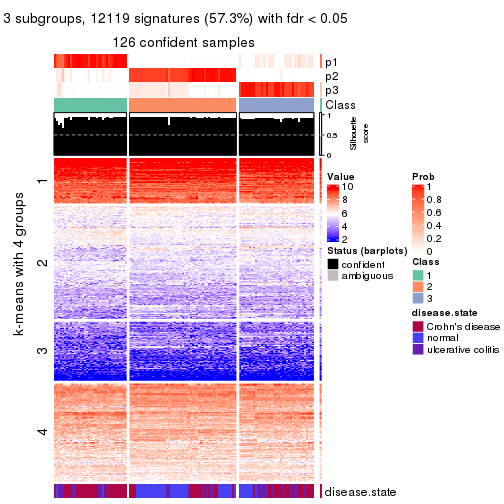 3 subgroups, 12119 signatures (57.3%) with fdr < 0.05
126 confident samples
p1
p2
p3
Class
1
0.5
0
Silhouette
score
k-means with 4 groups
1
2
3
4
Value
10
8
6
4
2
Status (barplots)
confident
ambiguous
Prob
1
0.8
0.6
0.4
0.2
0
Class
1
2
3
disease.state
Crohn's disease
normal
ulcerative colitis
disease.state